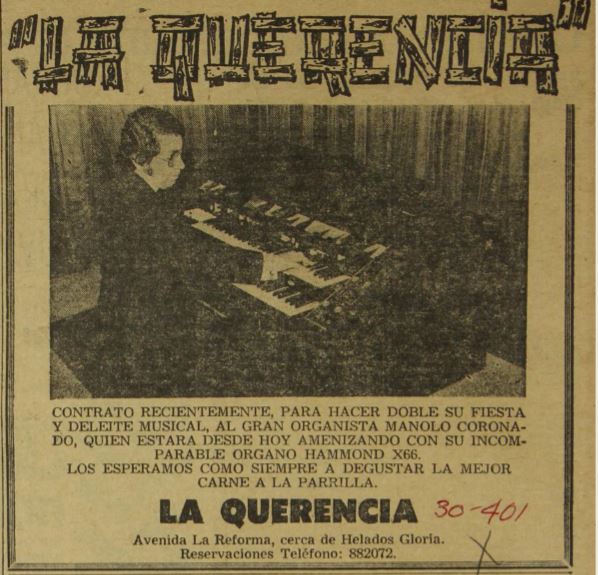 "LA QUERENCIA"
CONTRATO RECIENTEMENTE, PARA HACER DOBLE SU FIESTA
Y DELEITE MUSICAL, AL GRAN ORGANISTA MANOLO CORONA-
DO, QUIEN ESTARA DESDE HOY AMENIZANDO CON SU INCOM-
PARABLE ORGANO HAMMOND X66.
LOS ESPERAMOS COMO SIEMPRE A DEGUSTAR LA MEJOR
CARNE A LA PARRILLA.
LA QUERENCIA 30-401
Avenida La Reforma, cerca de Helados Gloria.
Reservaciones Teléfono: 882072. X